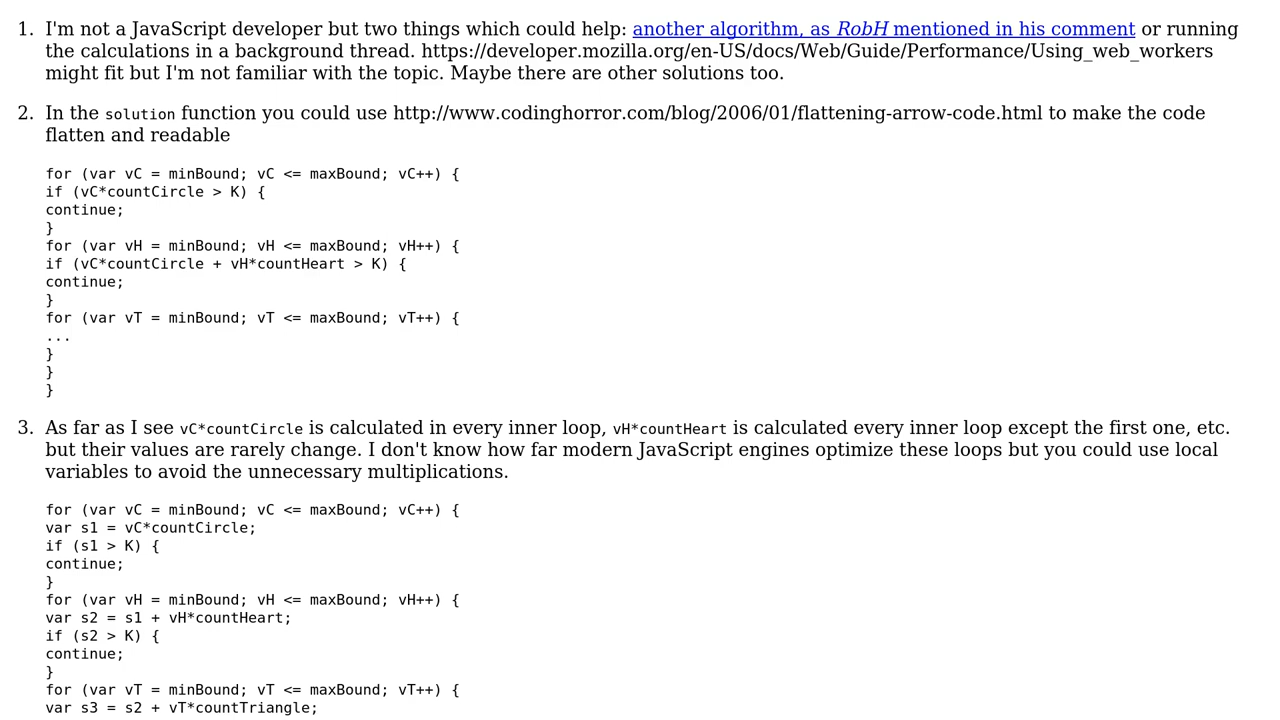 1. I'm not a JavaScript developer but two things which could help: another algorithm, as RobH mentioned in his comment or running
the calculations in a background thread. https://developer.mozilla.org/en-US/docs/Web/Guide/Performance/Using_web_workers
might fit but I'm not familiar with the topic. Maybe there are other solutions too.
2. In the solution function you could use http://www.codinghorror.com/blog/2006/01/flattening-arrow-code.html to make the code
flatten and readable
for (var vC = minBound; vC <= maxBound; vC++) {
if (vC*countCircle > K) {
continue;
}
for (var vH = minBound; vH <= maxBound; vH++) {
if (vC*countCircle + vH*countHeart > K) {
continue;
}
for (var vT = minBound; vT <= maxBound; vT++) {
...
}
}
}
3. As far as I see vC*countCircle is calculated in every inner loop, vH*countHeart is calculated every inner loop except the first one, etc.
but their values are rarely change. I don't know how far modern JavaScript engines optimize these loops but you could use local
variables to avoid the unnecessary multiplications.
for (var vC = minBound; vC <= maxBound; vC++) {
var s1 = vC*countCircle;
if (s1 > K) {
continue;
}
for (var vH = minBound; vH <= maxBound; vH++) {
var s2 = s1 + vH*countHeart;
if (s2 > K) {
continue;
}
for (var vT = minBound; vT <= maxBound; vT++) {
var s3 = s2 + vT*countTriangle;